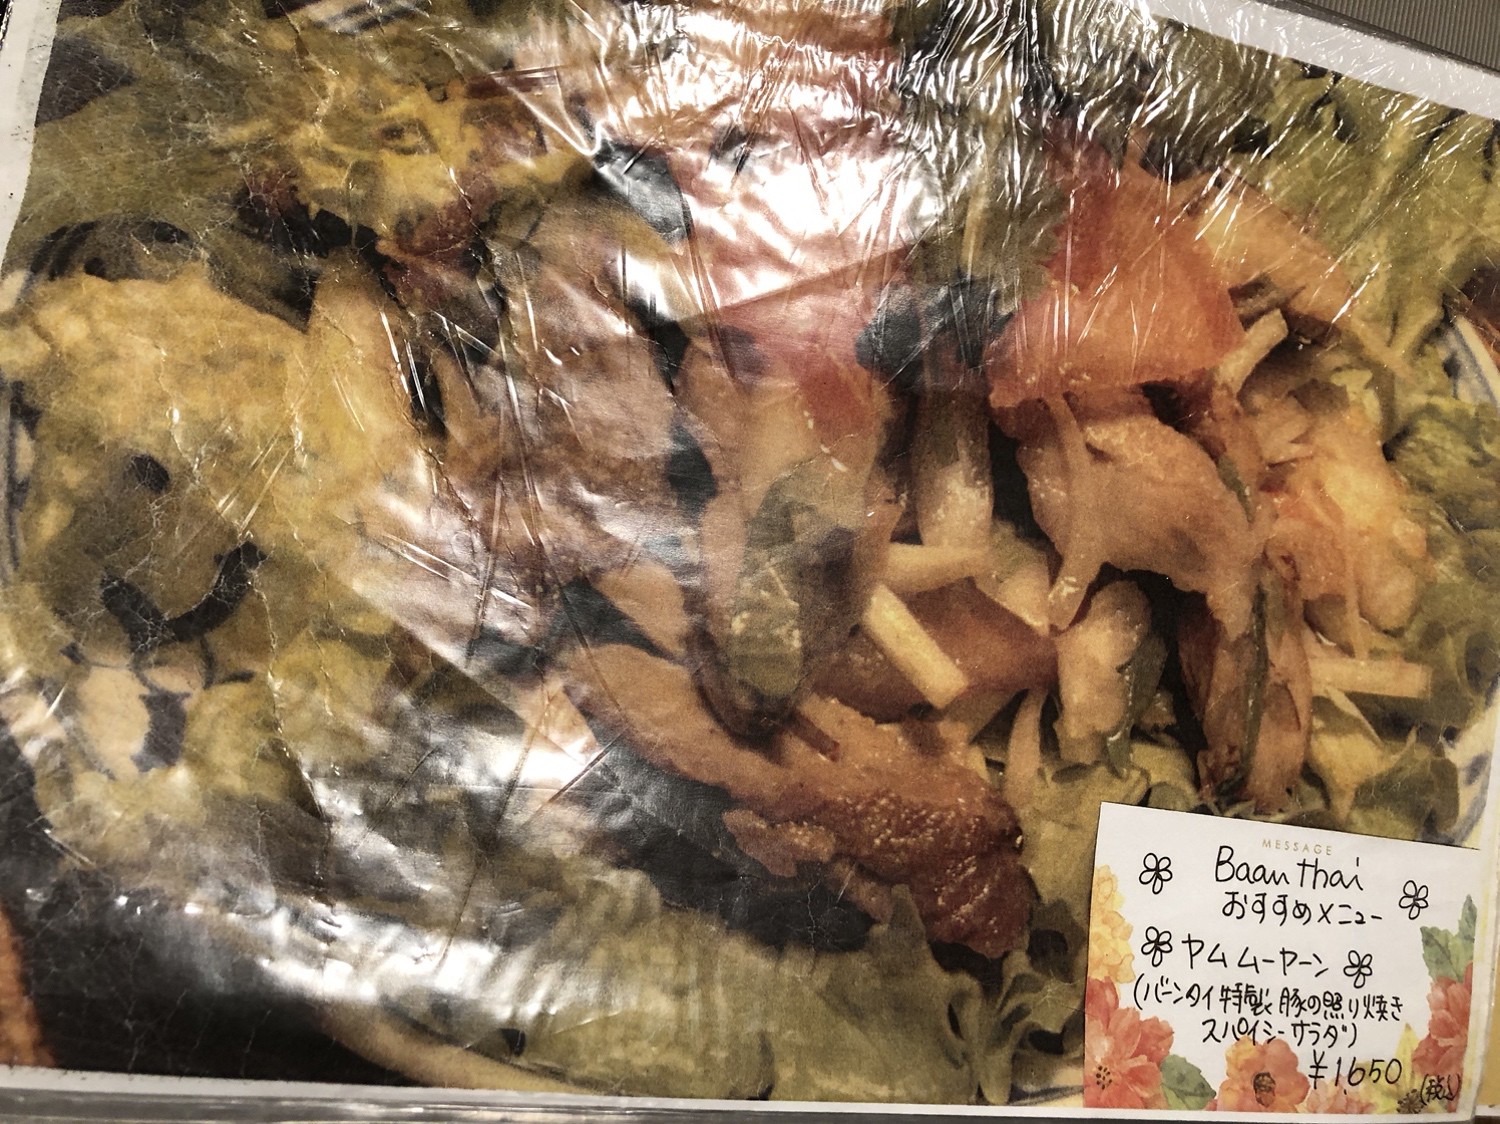 MESSAGE
Baan thai
おすすめメニュー
ヤム ムーヤーン
(バーンタイ特製 豚の照り焼き
スパイシーサラダ)
¥1650
(税込)